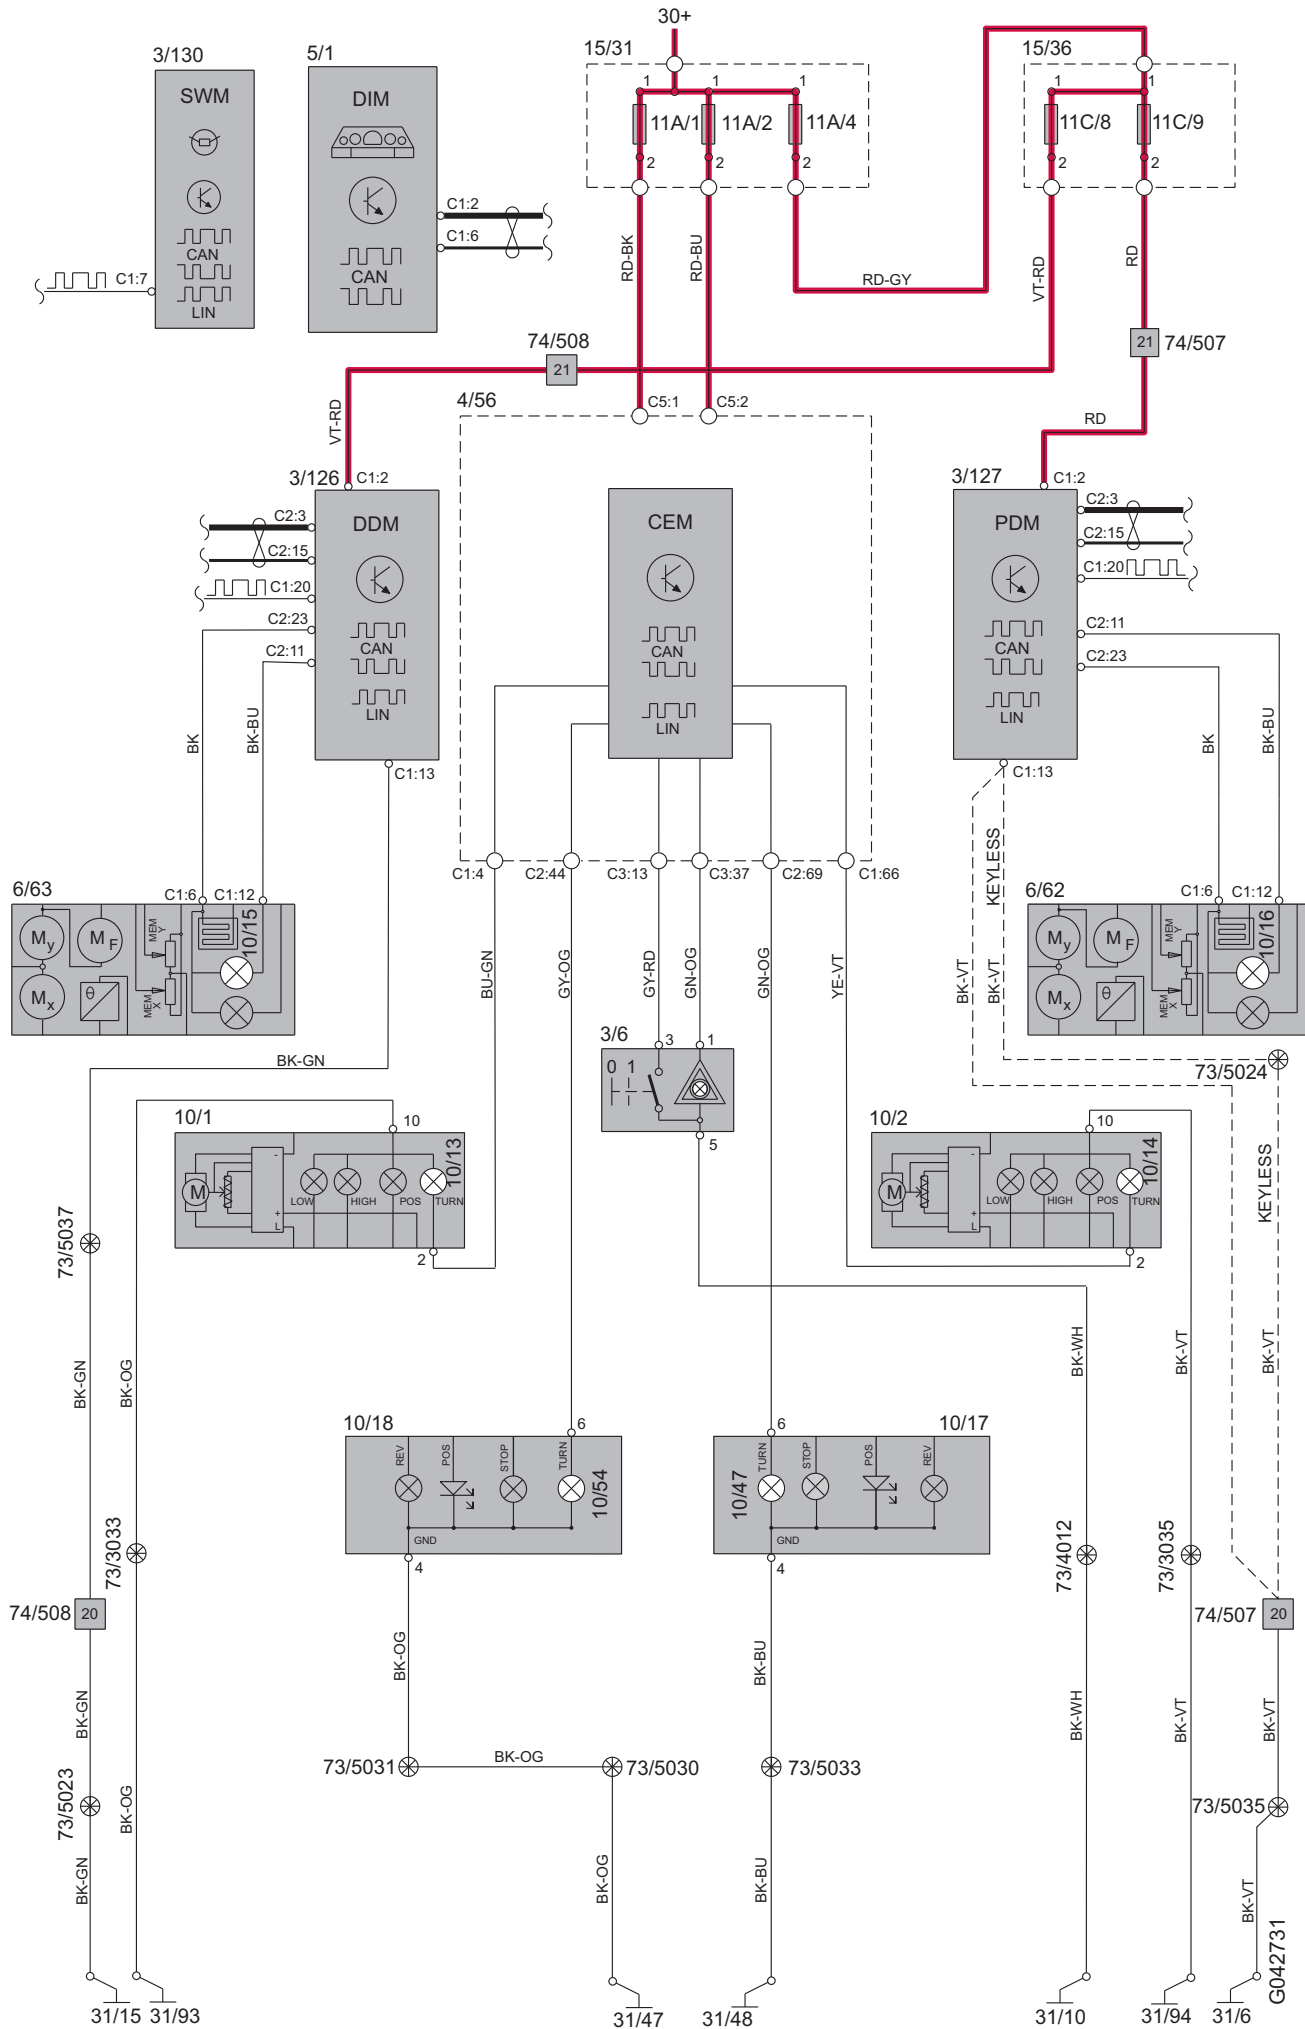 30+
3/130
5/1
15/31
15/36
SWM
CAN
LIN
C1:7
DIM
CAN
C1:2
C1:6
1
1
1
11A/1
11A/2
11A/4
2
2
2
1
1
11C/8
11C/9
2
2
RD-BK
RD-BU
RD-GY
VT-RD
RD
74/508
21
21
74/507
4/56
C5:1
C5:2
VT-RD
RD
3/126
C1:2
DDM
CAN
LIN
C2:3
C2:15
C1:20
C2:23
C2:11
C1:13
CEM
CAN
LIN
3/127
C1:2
PDM
CAN
LIN
C2:3
C2:15
C1:20
C2:11
C2:23
C1:13
BK
BK-BU
BK
BK-BU
C1:4
C2:44
C3:13
C3:37
C2:69
C1:66
KEYLESS
6/63
C1:6
C1:12
My
MF
Mx
θ
MEM Y
MEM X
10/15
6/62
C1:6
C1:12
My
MF
Mx
θ
MEM Y
MEM X
10/16
BU-GN
GY-OG
GY-RD
GN-OG
GN-OG
YE-VT
BK-VT
BK-VT
BK-GN
3/6
3
1
0 1
5
73/5024
10/1
10
M
-
+
L
LOW
HIGH
POS
TURN
10/13
2
10/2
10
M
-
+
L
LOW
HIGH
POS
TURN
10/14
2
KEYLESS
73/5037
BK-GN
BK-OG
BK-WH
BK-VT
BK-VT
10/18
6
REV
POS
STOP
TURN
10/54
GND
4
10/17
6
TURN
STOP
POS
REV
10/47
GND
4
73/3033
73/4012
73/3035
74/508
20
74/507
20
BK-GN
BK-OG
BK-BU
BK-WH
BK-VT
BK-VT
73/5031
BK-OG
73/5030
73/5033
73/5023
BK-OG
73/5035
BK-GN
BK-OG
BK-BU
BK-VT
G042731
31/15
31/93
31/47
31/48
31/10
31/94
31/6